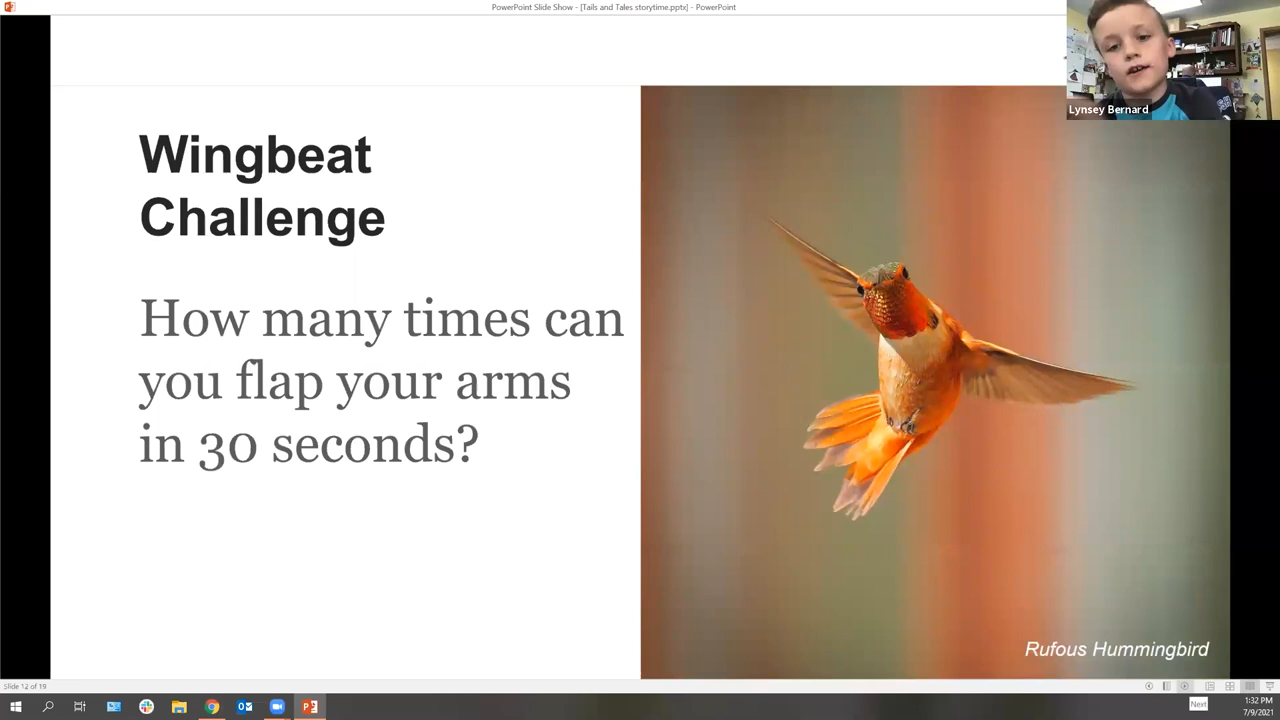 PowerPoint Slide Show - [Tails and Tales storytime.pptx] - PowerPoint
Lynsey Bernard
Wingbeat
Challenge
How many times can
you flap your arms
in 30 seconds?
Rufous Hummingbird
Slide 12 of 19
Next
1:32 PM
7/9/2021